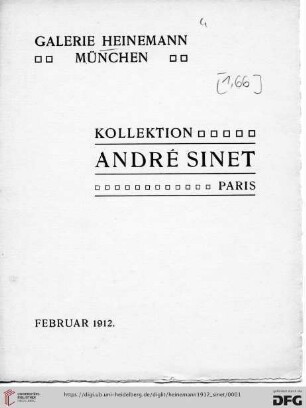 GALERIE HEINEMANN
□ □ MÜNCHEN □ □
[1,66]
KOLLEKTION □ □ □ □ □
ANDRÉ SINET
□ □ □ □ □ □ □ □ □ □ □ □ PARIS
FEBRUAR 1912.
https://digi.ub.uni-heidelberg.de/diglit/heinemann1912_sinet/0001
DFG